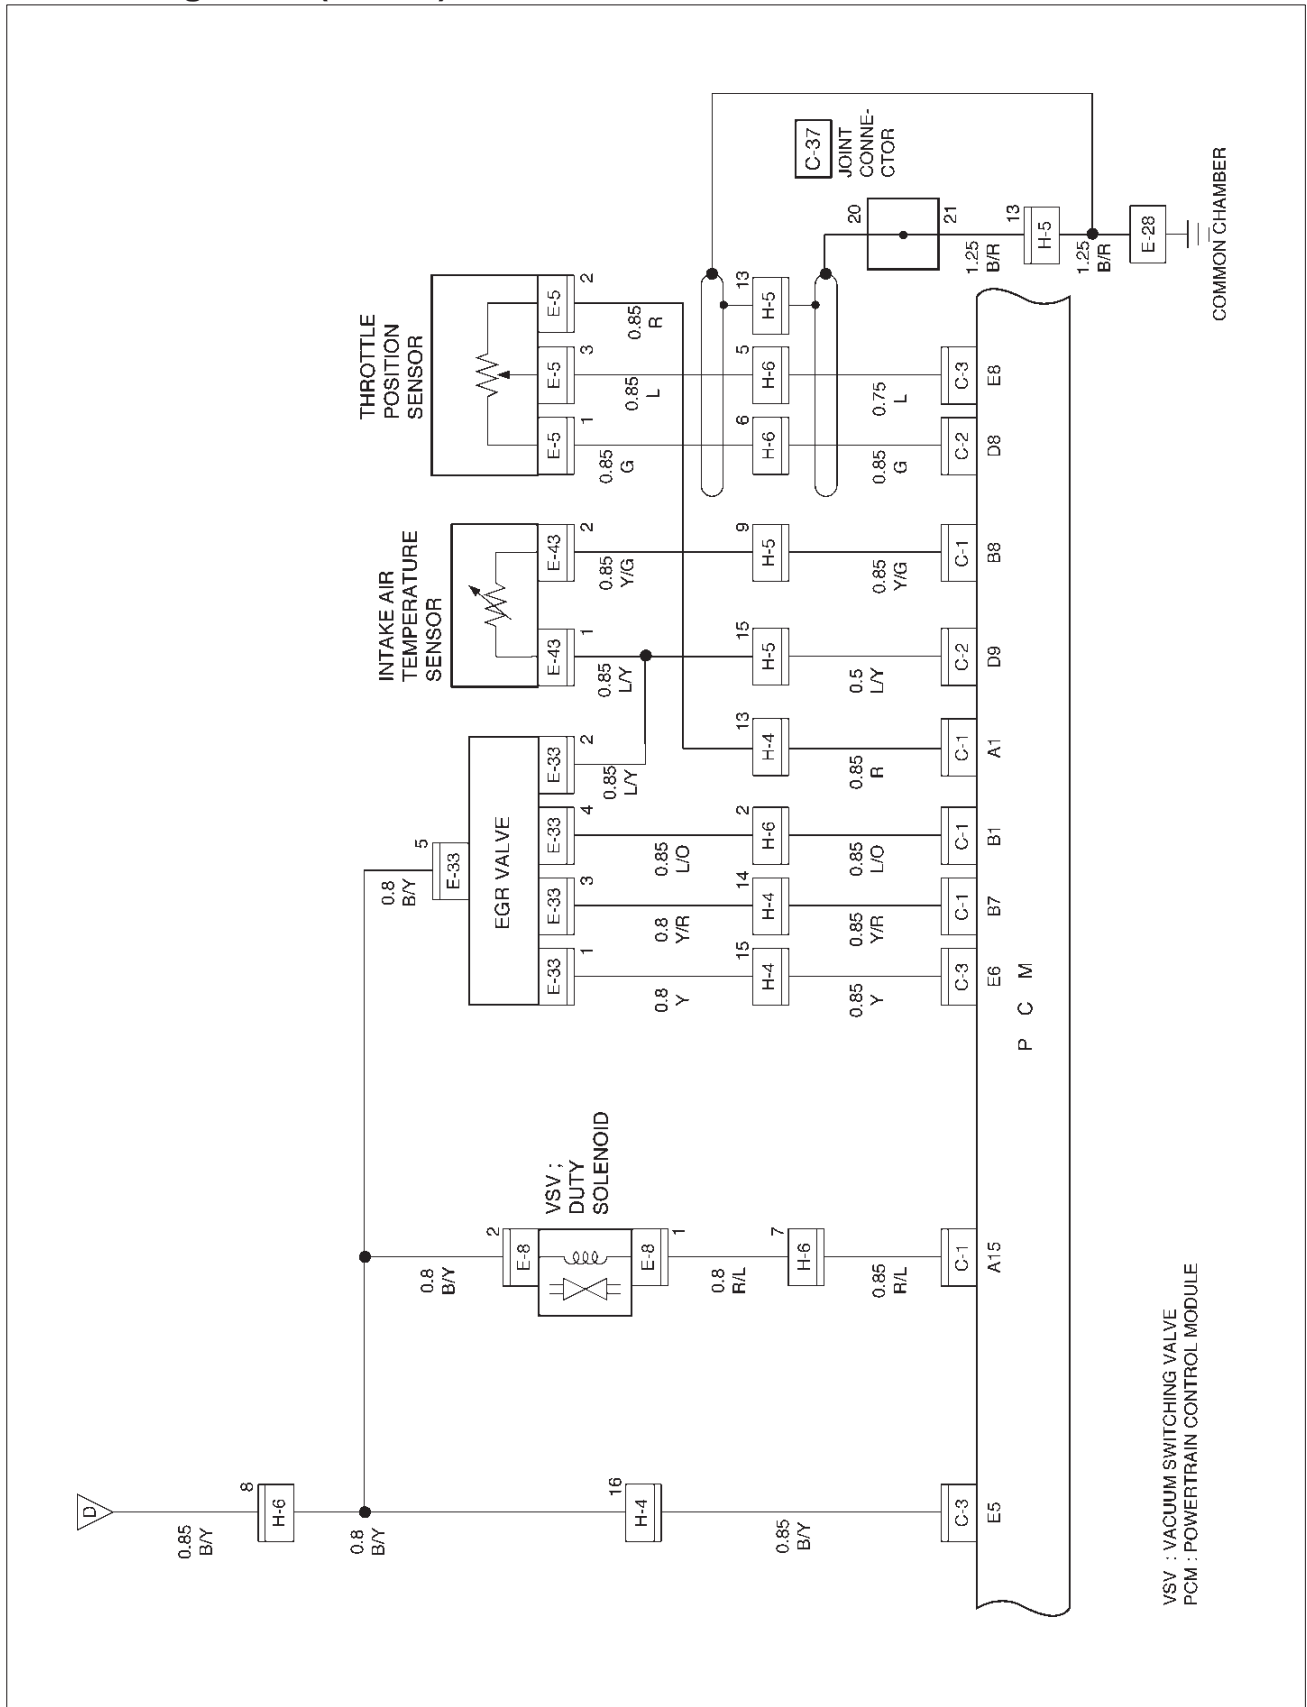 D
0.85
B/Y
8
H-6
0.8
B/Y
0.8
B/Y
5
E-33
THROTTLE
POSITION
SENSOR
INTAKE AIR
TEMPERATURE
SENSOR
EGR VALVE
0.8
B/Y
2
E-8
VSV ;
DUTY
SOLENOID
E-8
1
E-33
1
E-33
3
E-33
4
E-33
2
E-43
1
E-43
2
E-5
1
E-5
3
E-5
2
0.85
L/Y
0.85
L/Y
0.85
Y/G
0.85
G
0.85
L
0.85
R
16
H-4
0.8
R/L
0.8
Y
0.8
Y/R
0.85
L/O
7
H-6
15
H-4
14
H-4
2
H-6
13
H-4
15
H-5
9
H-5
6
H-6
5
H-6
13
H-5
C-37
JOINT
CONNE-
CTOR
20
21
0.85
B/Y
0.85
R/L
0.85
Y
0.85
Y/R
0.85
L/O
0.85
R
0.5
L/Y
0.85
Y/G
0.85
G
0.75
L
1.25
B/R
13
H-5
1.25
B/R
E-28
COMMON CHAMBER
C-3
C-1
C-3
C-1
C-1
C-1
C-2
C-1
C-2
C-3
E5
A15
E6
B7
B1
A1
D9
B8
D8
E8
P C M
VSV : VACUUM SWITCHING VALVE
PCM : POWERTRAIN CONTROL MODULE